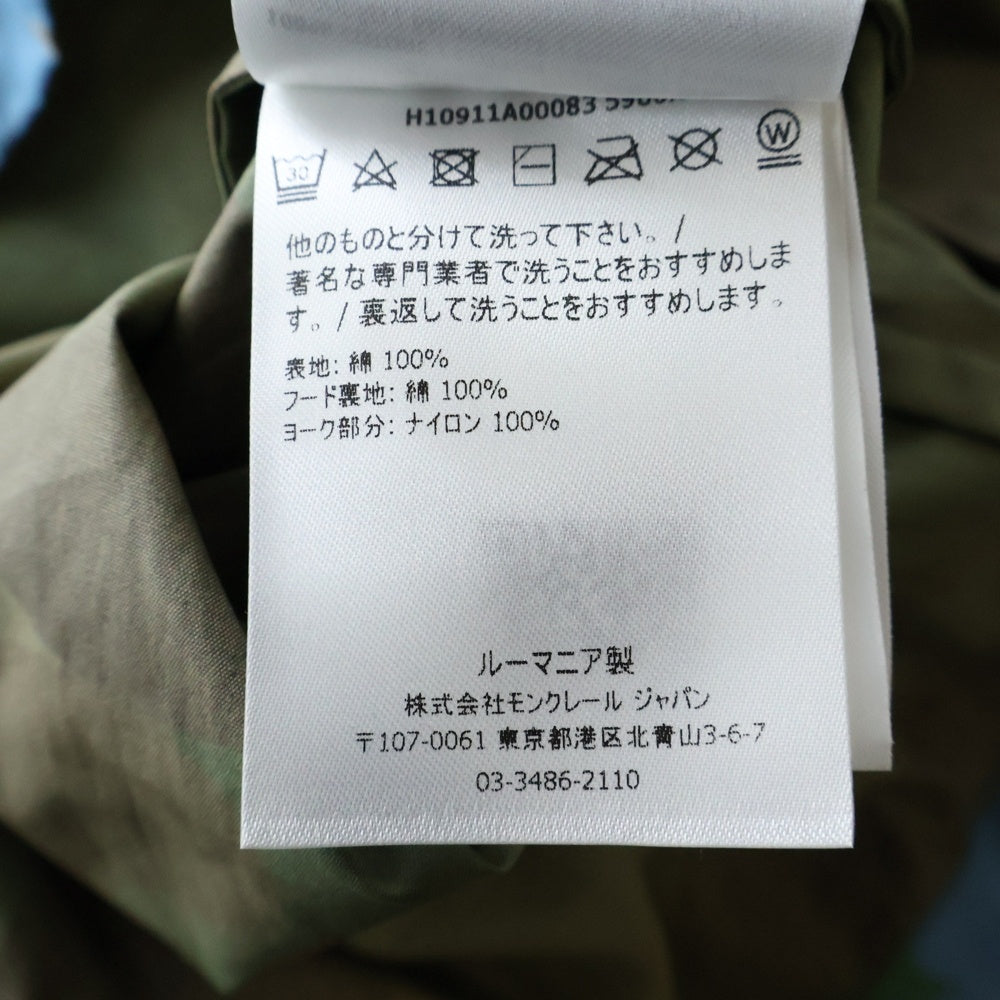 H10911A00083
30
W
他のものと分けて洗って下さい。/
著名な専門業者で洗うことをおすすめしま
す。/ 裏返して洗うことをおすすめします。
表地: 綿 100%
フード裏地: 綿 100%
ヨーク部分: ナイロン 100%
ルーマニア製
株式会社モンクレール ジャパン
〒107-0061 東京都港区北青山3-6-7
03-3486-2110